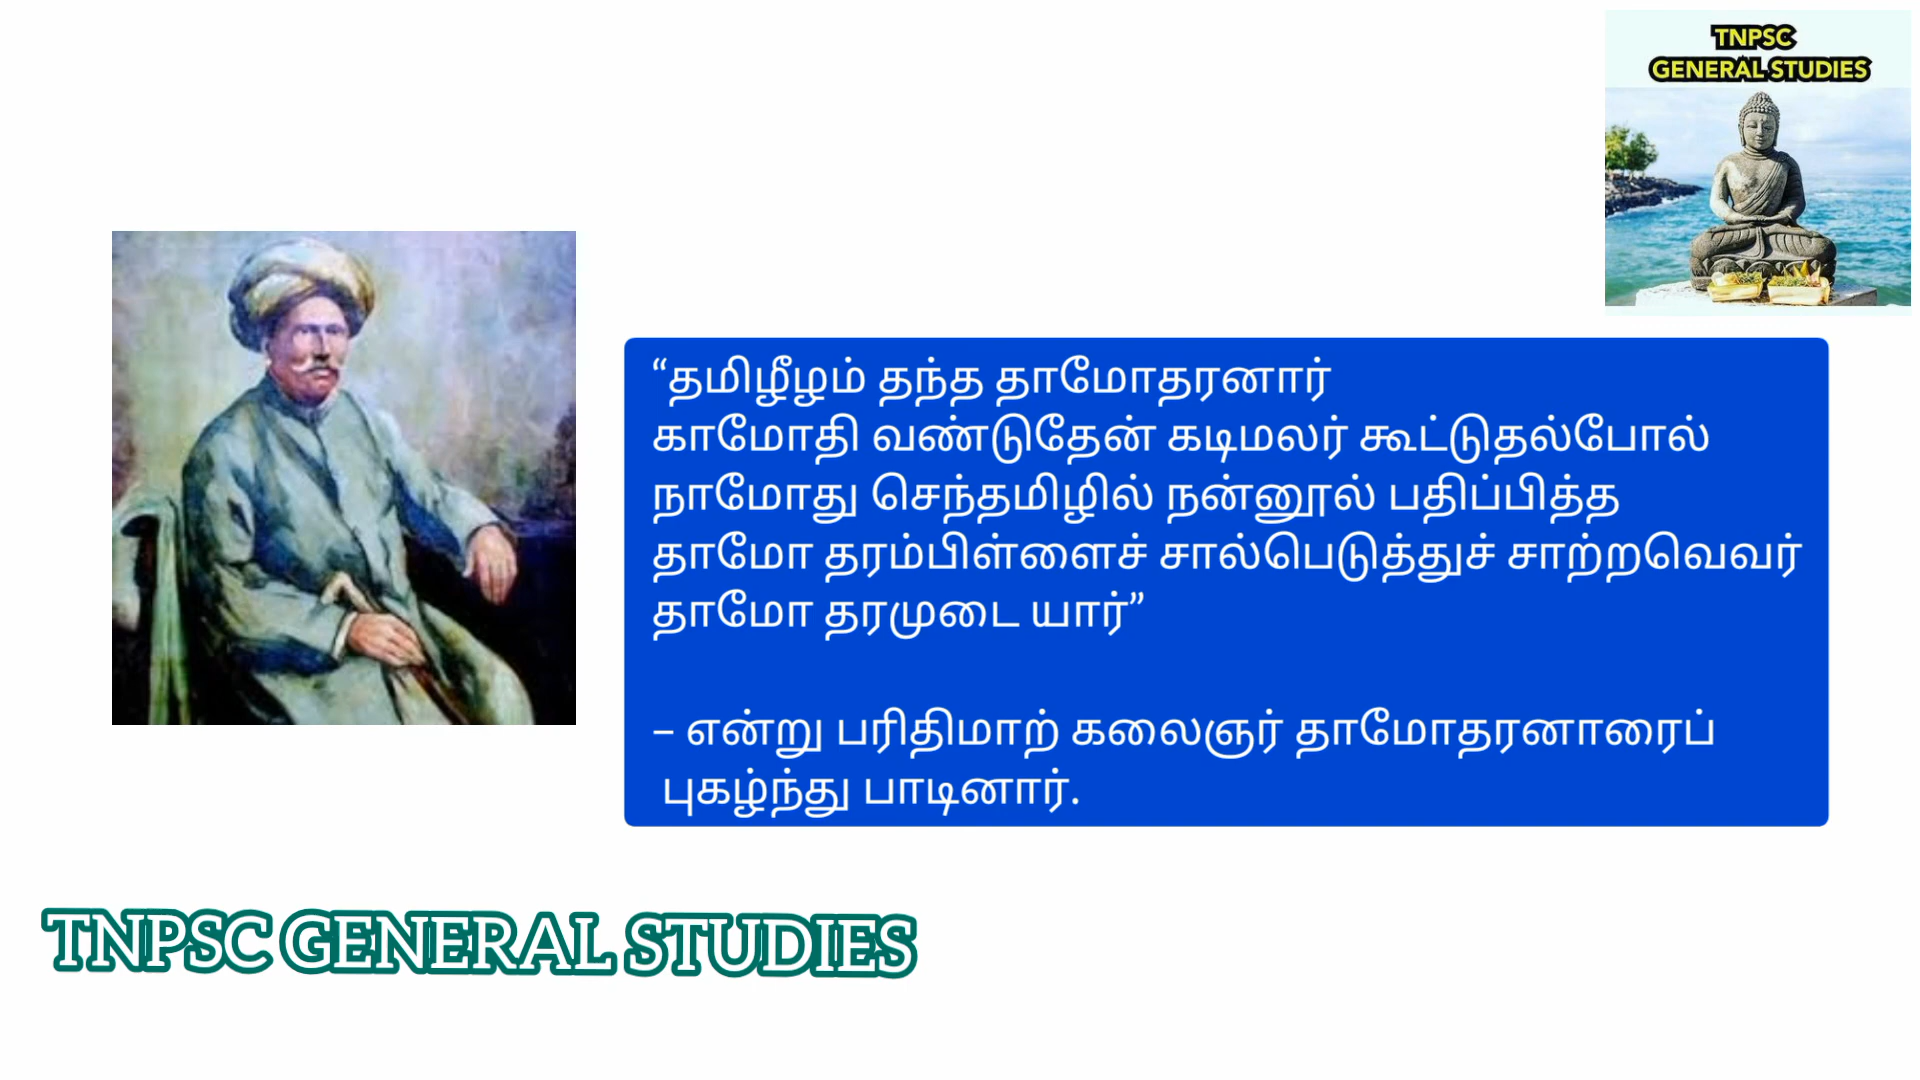 TNPSC
GENERAL STUDIES
“தமிழீழம் தந்த தாமோதரனார்
காமோதி வண்டுதேன் கடிமலர் கூட்டுதல்போல்
நாமோது செந்தமிழில் நன்னூல் பதிப்பித்த
தாமோ தரம்பிள்ளைச் சால்பெடுத்துச் சாற்றவெவர்
தாமோ தரமுடை யார்”
– என்று பரிதிமாற் கலைஞர் தாமோதரனாரைப்
புகழ்ந்து பாடினார்.
TNPSC GENERAL STUDIES